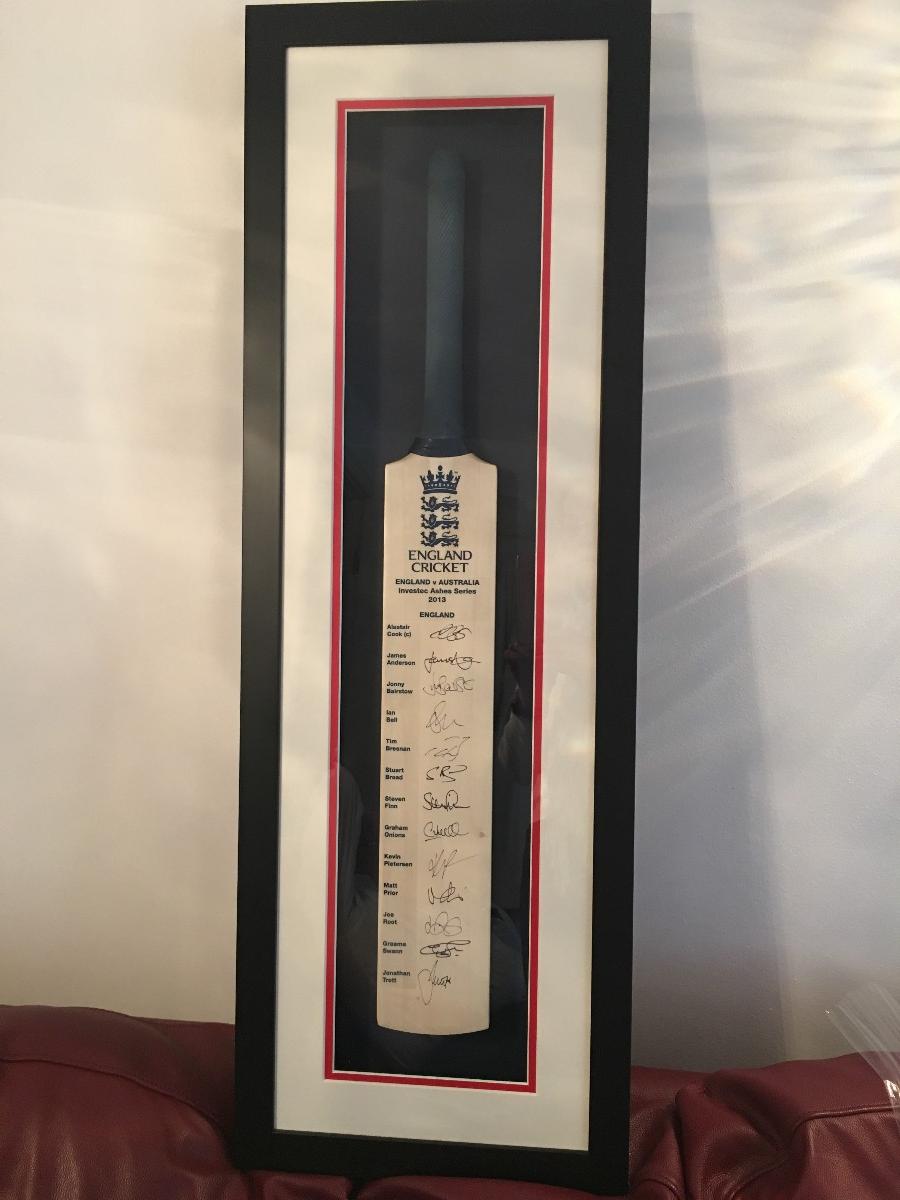 ENGLAND
CRICKET
ENGLAND v AUSTRALIA
Investec Ashes Series
2013
ENGLAND
Alastair
Cook (c)
James
Anderson
Jonny
Bairstow
Ian
Bell
Tim
Bresnan
Stuart
Broad
Steven
Finn
Graham
Onions
Kevin
Pietersen
Matt
Prior
Joe
Root
Graeme
Swann
Jonathan
Trott